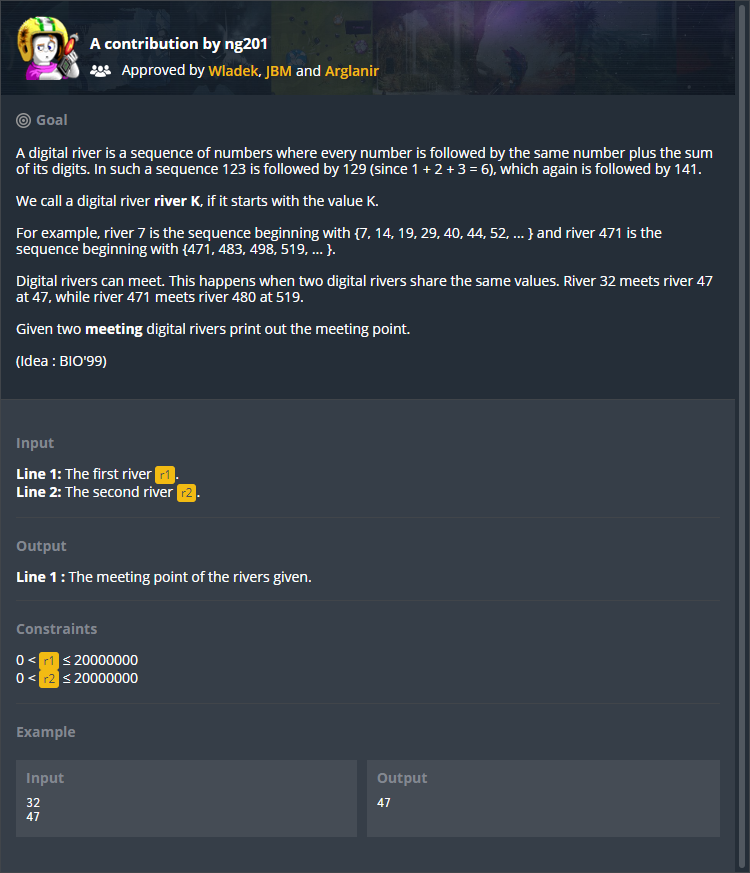 A contribution by ng201
Approved by Wladek, JBM and Arglanir
Goal
A digital river is a sequence of numbers where every number is followed by the same number plus the sum
of its digits. In such a sequence 123 is followed by 129 (since 1 + 2 + 3 = 6), which again is followed by 141.
We call a digital river river K, if it starts with the value K.
For example, river 7 is the sequence beginning with {7, 14, 19, 29, 40, 44, 52, ... } and river 471 is the
sequence beginning with {471, 483, 498, 519, ... }.
Digital rivers can meet. This happens when two digital rivers share the same values. River 32 meets river 47
at 47, while river 471 meets river 480 at 519.
Given two meeting digital rivers print out the meeting point.
(Idea : BIO'99)
Input
Line 1: The first river r1.
Line 2: The second river r2.
Output
Line 1 : The meeting point of the rivers given.
Constraints
0 < r1 ≤ 20000000
0 < r2 ≤ 20000000
Example
Input
32
47
Output
47